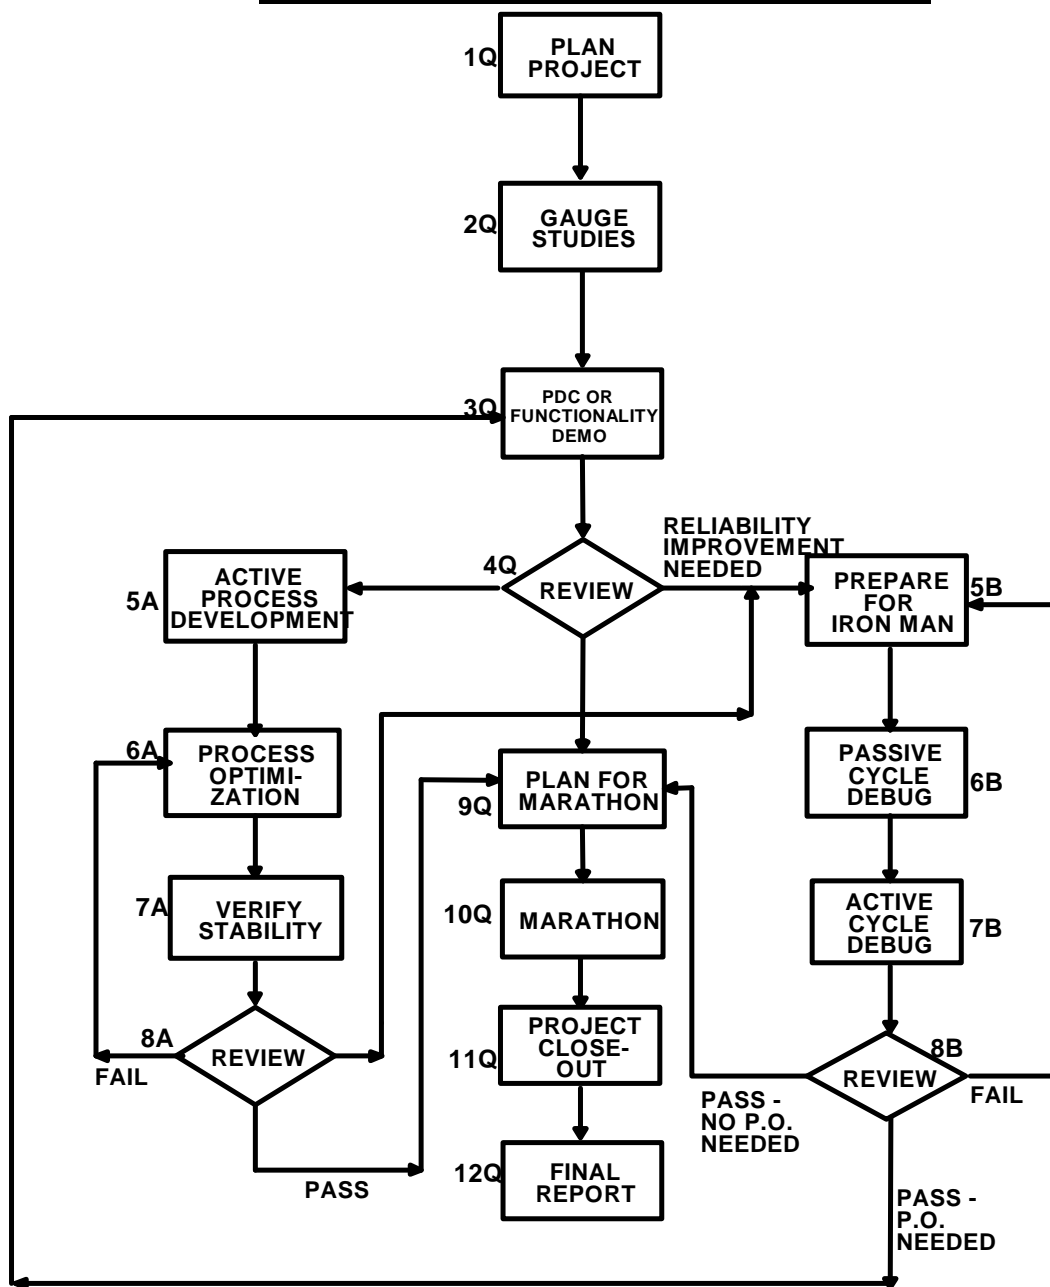 1Q
PLAN
PROJECT
2Q
GAUGE
STUDIES
3Q
PDC OR
FUNCTIONALITY
DEMO
4Q
REVIEW
RELIABILITY
IMPROVEMENT
NEEDED
5A
ACTIVE
PROCESS
DEVELOPMENT
5B
PREPARE
FOR
IRON MAN
6A
PROCESS
OPTIMI-
ZATION
9Q
PLAN FOR
MARATHON
PASSIVE
CYCLE
DEBUG
6B
7A
VERIFY
STABILITY
10Q
MARATHON
ACTIVE
CYCLE
DEBUG
7B
8A
REVIEW
FAIL
PASS
11Q
PROJECT
CLOSE-
OUT
8B
REVIEW
FAIL
PASS -
NO P.O.
NEEDED
12Q
FINAL
REPORT
PASS -
P.O.
NEEDED